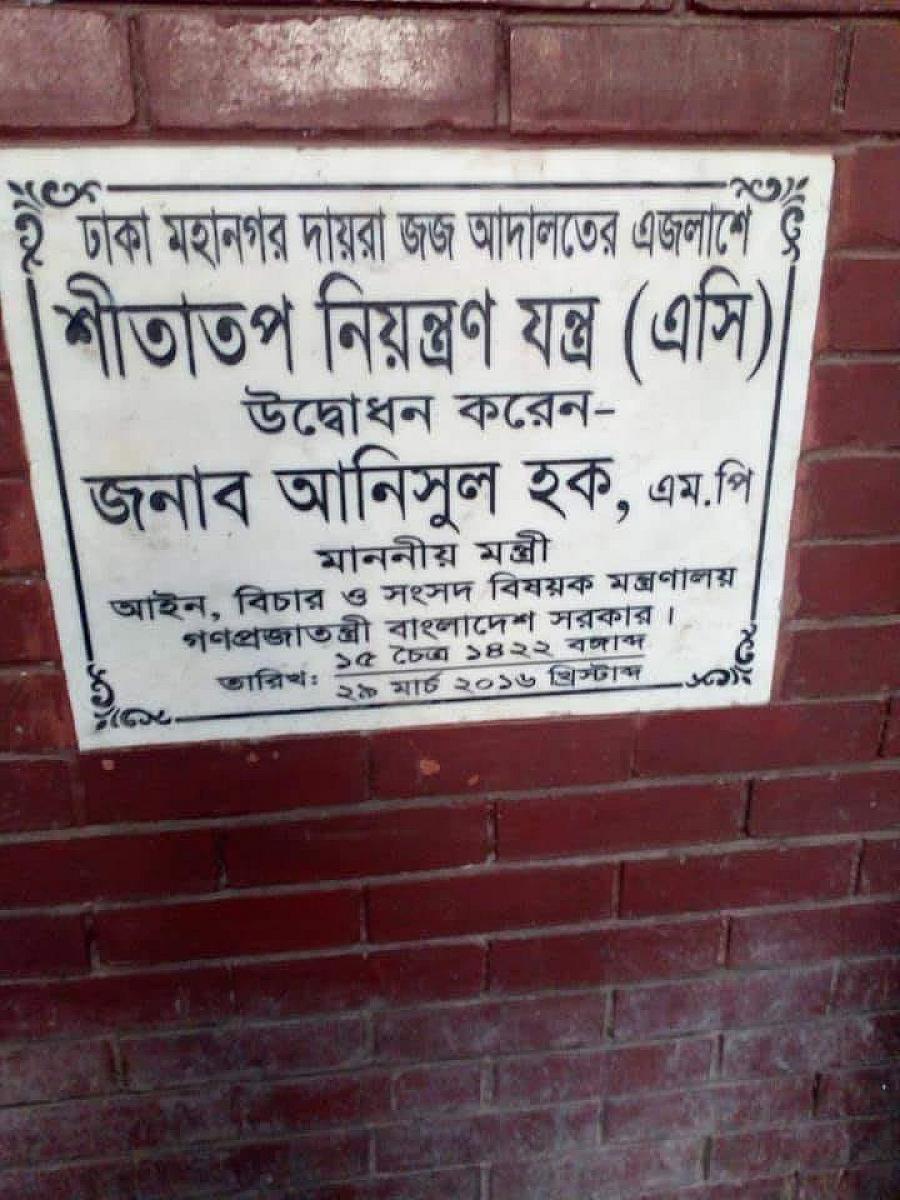 ঢাকা মহানগর দায়রা জজ আদালতের এজলাশে
শীতাতপ নিয়ন্ত্রণ যন্ত্র (এসি)
উদ্বোধন করেন-
জনাব আনিসুল হক, এম.পি
মাননীয় মন্ত্রী
আইন, বিচার ও সংসদ বিষয়ক মন্ত্রণালয়
গণপ্রজাতন্ত্রী বাংলাদেশ সরকার।
১৫ চৈত্র ১৪২২ বঙ্গাব্দ
তারিখ:
২৯ মার্চ ২০১৬ খ্রিস্টাব্দ